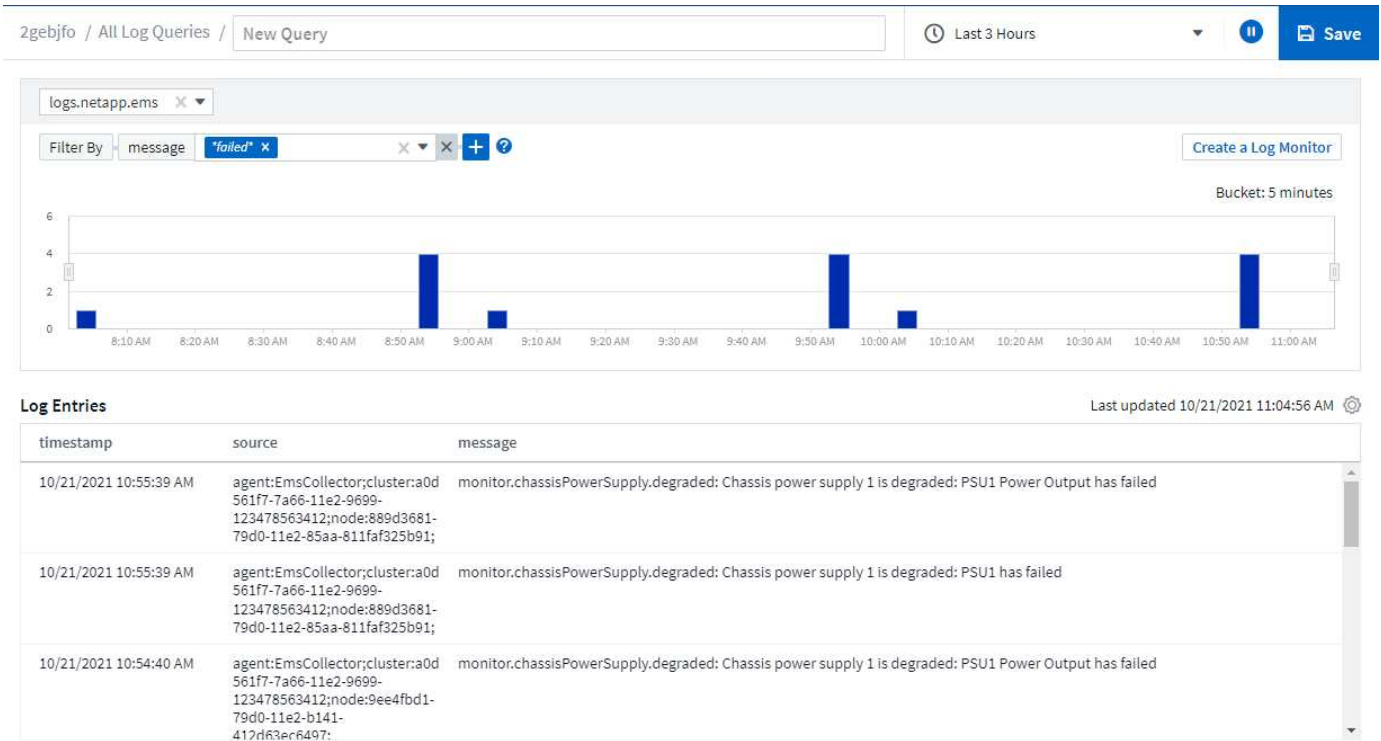 2gebjfo / All Log Queries / New Query Last 3 Hours Save
logs.netapp.ems
Filter By message *failed* Create a Log Monitor
Bucket: 5 minutes
6
4
2
0
8:10 AM 8:20 AM 8:30 AM 8:40 AM 8:50 AM 9:00 AM 9:10 AM 9:20 AM 9:30 AM 9:40 AM 9:50 AM 10:00 AM 10:10 AM 10:20 AM 10:30 AM 10:40 AM 10:50 AM 11:00 AM
Log Entries Last updated 10/21/2021 11:04:56 AM
timestamp source message
10/21/2021 10:55:39 AM agent:EmsCollector;cluster:a0d monitor.chassisPowerSupply.degraded: Chassis power supply 1 is degraded: PSU1 Power Output has failed
561f7-7a66-11e2-9699-
123478563412;node:889d3681-
79d0-11e2-85aa-811faf325b91;
10/21/2021 10:55:39 AM agent:EmsCollector;cluster:a0d monitor.chassisPowerSupply.degraded: Chassis power supply 1 is degraded: PSU1 has failed
561f7-7a66-11e2-9699-
123478563412;node:889d3681-
79d0-11e2-85aa-811faf325b91;
10/21/2021 10:54:40 AM agent:EmsCollector;cluster:a0d monitor.chassisPowerSupply.degraded: Chassis power supply 1 is degraded: PSU1 Power Output has failed
561f7-7a66-11e2-9699-
123478563412;node:9ee4fbd1-
79d0-11e2-b141-
412d63ec6497;